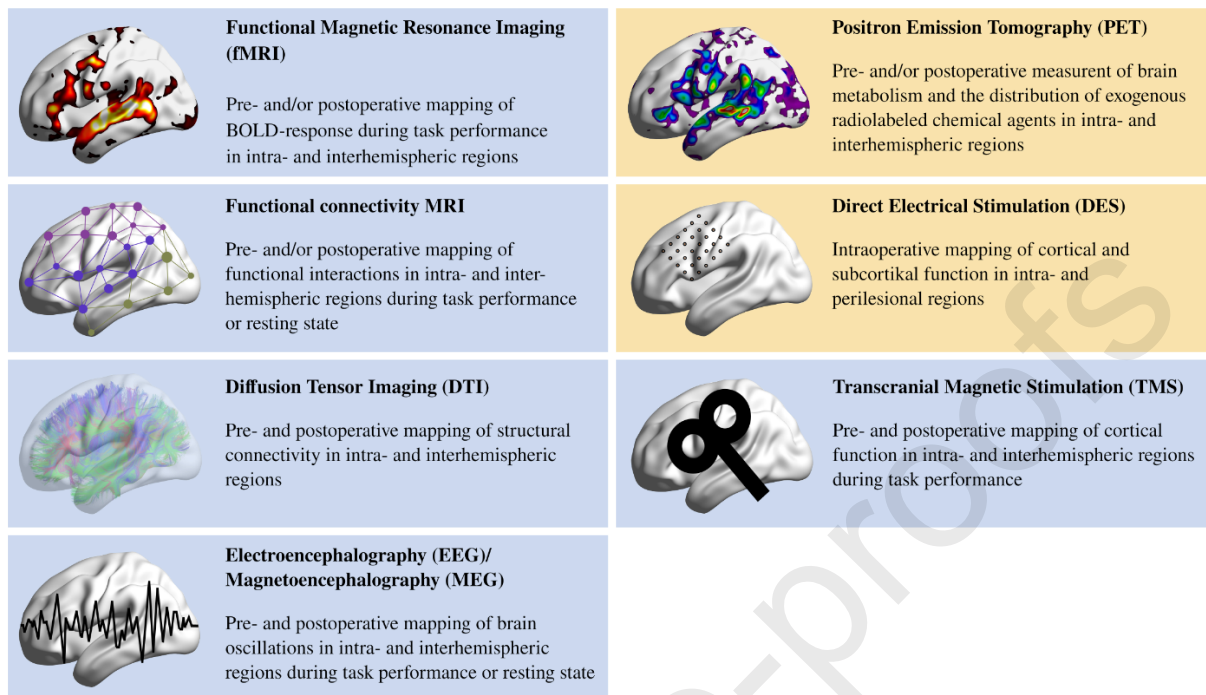 Functional Magnetic Resonance Imaging
(fMRI)
Pre- and/or postoperative mapping of
BOLD-response during task performance
in intra- and interhemispheric regions
Positron Emission Tomography (PET)
Pre- and/or postoperative measurent of brain
metabolism and the distribution of exogenous
radiolabeled chemical agents in intra- and
interhemispheric regions
Functional connectivity MRI
Pre- and/or postoperative mapping of
functional interactions in intra- and inter-
hemispheric regions during task performance
or resting state
Direct Electrical Stimulation (DES)
Intraoperative mapping of cortical and
subcortikal function in intra- and
perilesional regions
Diffusion Tensor Imaging (DTI)
Pre- and postoperative mapping of structural
connectivity in intra- and interhemispheric
regions
Transcranial Magnetic Stimulation (TMS)
Pre- and postoperative mapping of cortical
function in intra- and interhemispheric regions
during task performance
Electroencephalography (EEG)/
Magnetoencephalography (MEG)
Pre- and postoperative mapping of brain
oscillations in intra- and interhemispheric
regions during task performance or resting state
-proofs